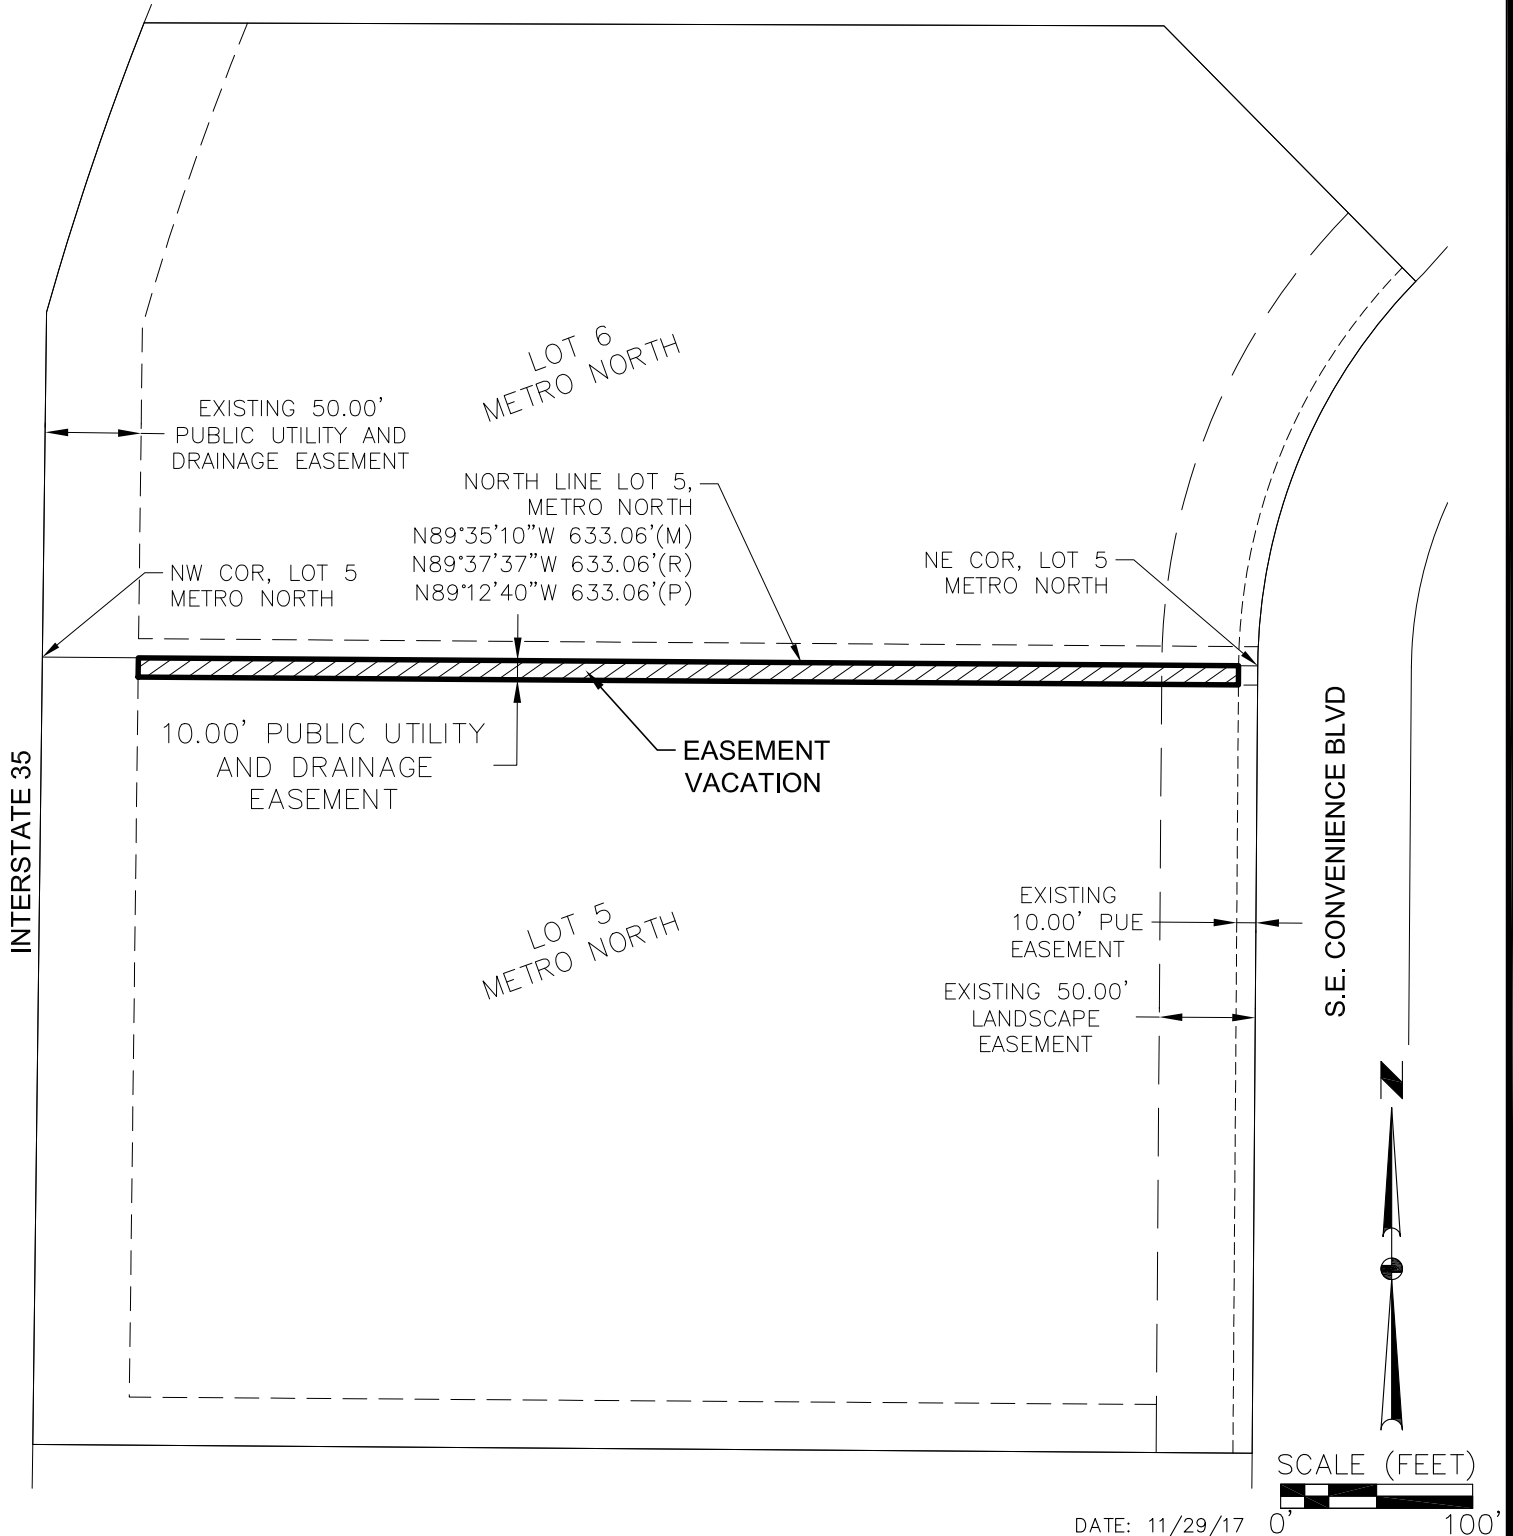 LOT 6
METRO NORTH
EXISTING 50.00'
PUBLIC UTILITY AND
DRAINAGE EASEMENT
NORTH LINE LOT 5,
METRO NORTH
N89°35'10"W 633.06'(M)
N89°37'37"W 633.06'(R)
N89°12'40"W 633.06'(P)
NW COR, LOT 5
METRO NORTH
NE COR, LOT 5
METRO NORTH
10.00' PUBLIC UTILITY
AND DRAINAGE
EASEMENT
EASEMENT
VACATION
INTERSTATE 35
S.E. CONVENIENCE BLVD
LOT 5
METRO NORTH
EXISTING
10.00' PUE
EASEMENT
EXISTING 50.00'
LANDSCAPE
EASEMENT
N
SCALE (FEET)
0' 100'
DATE: 11/29/17